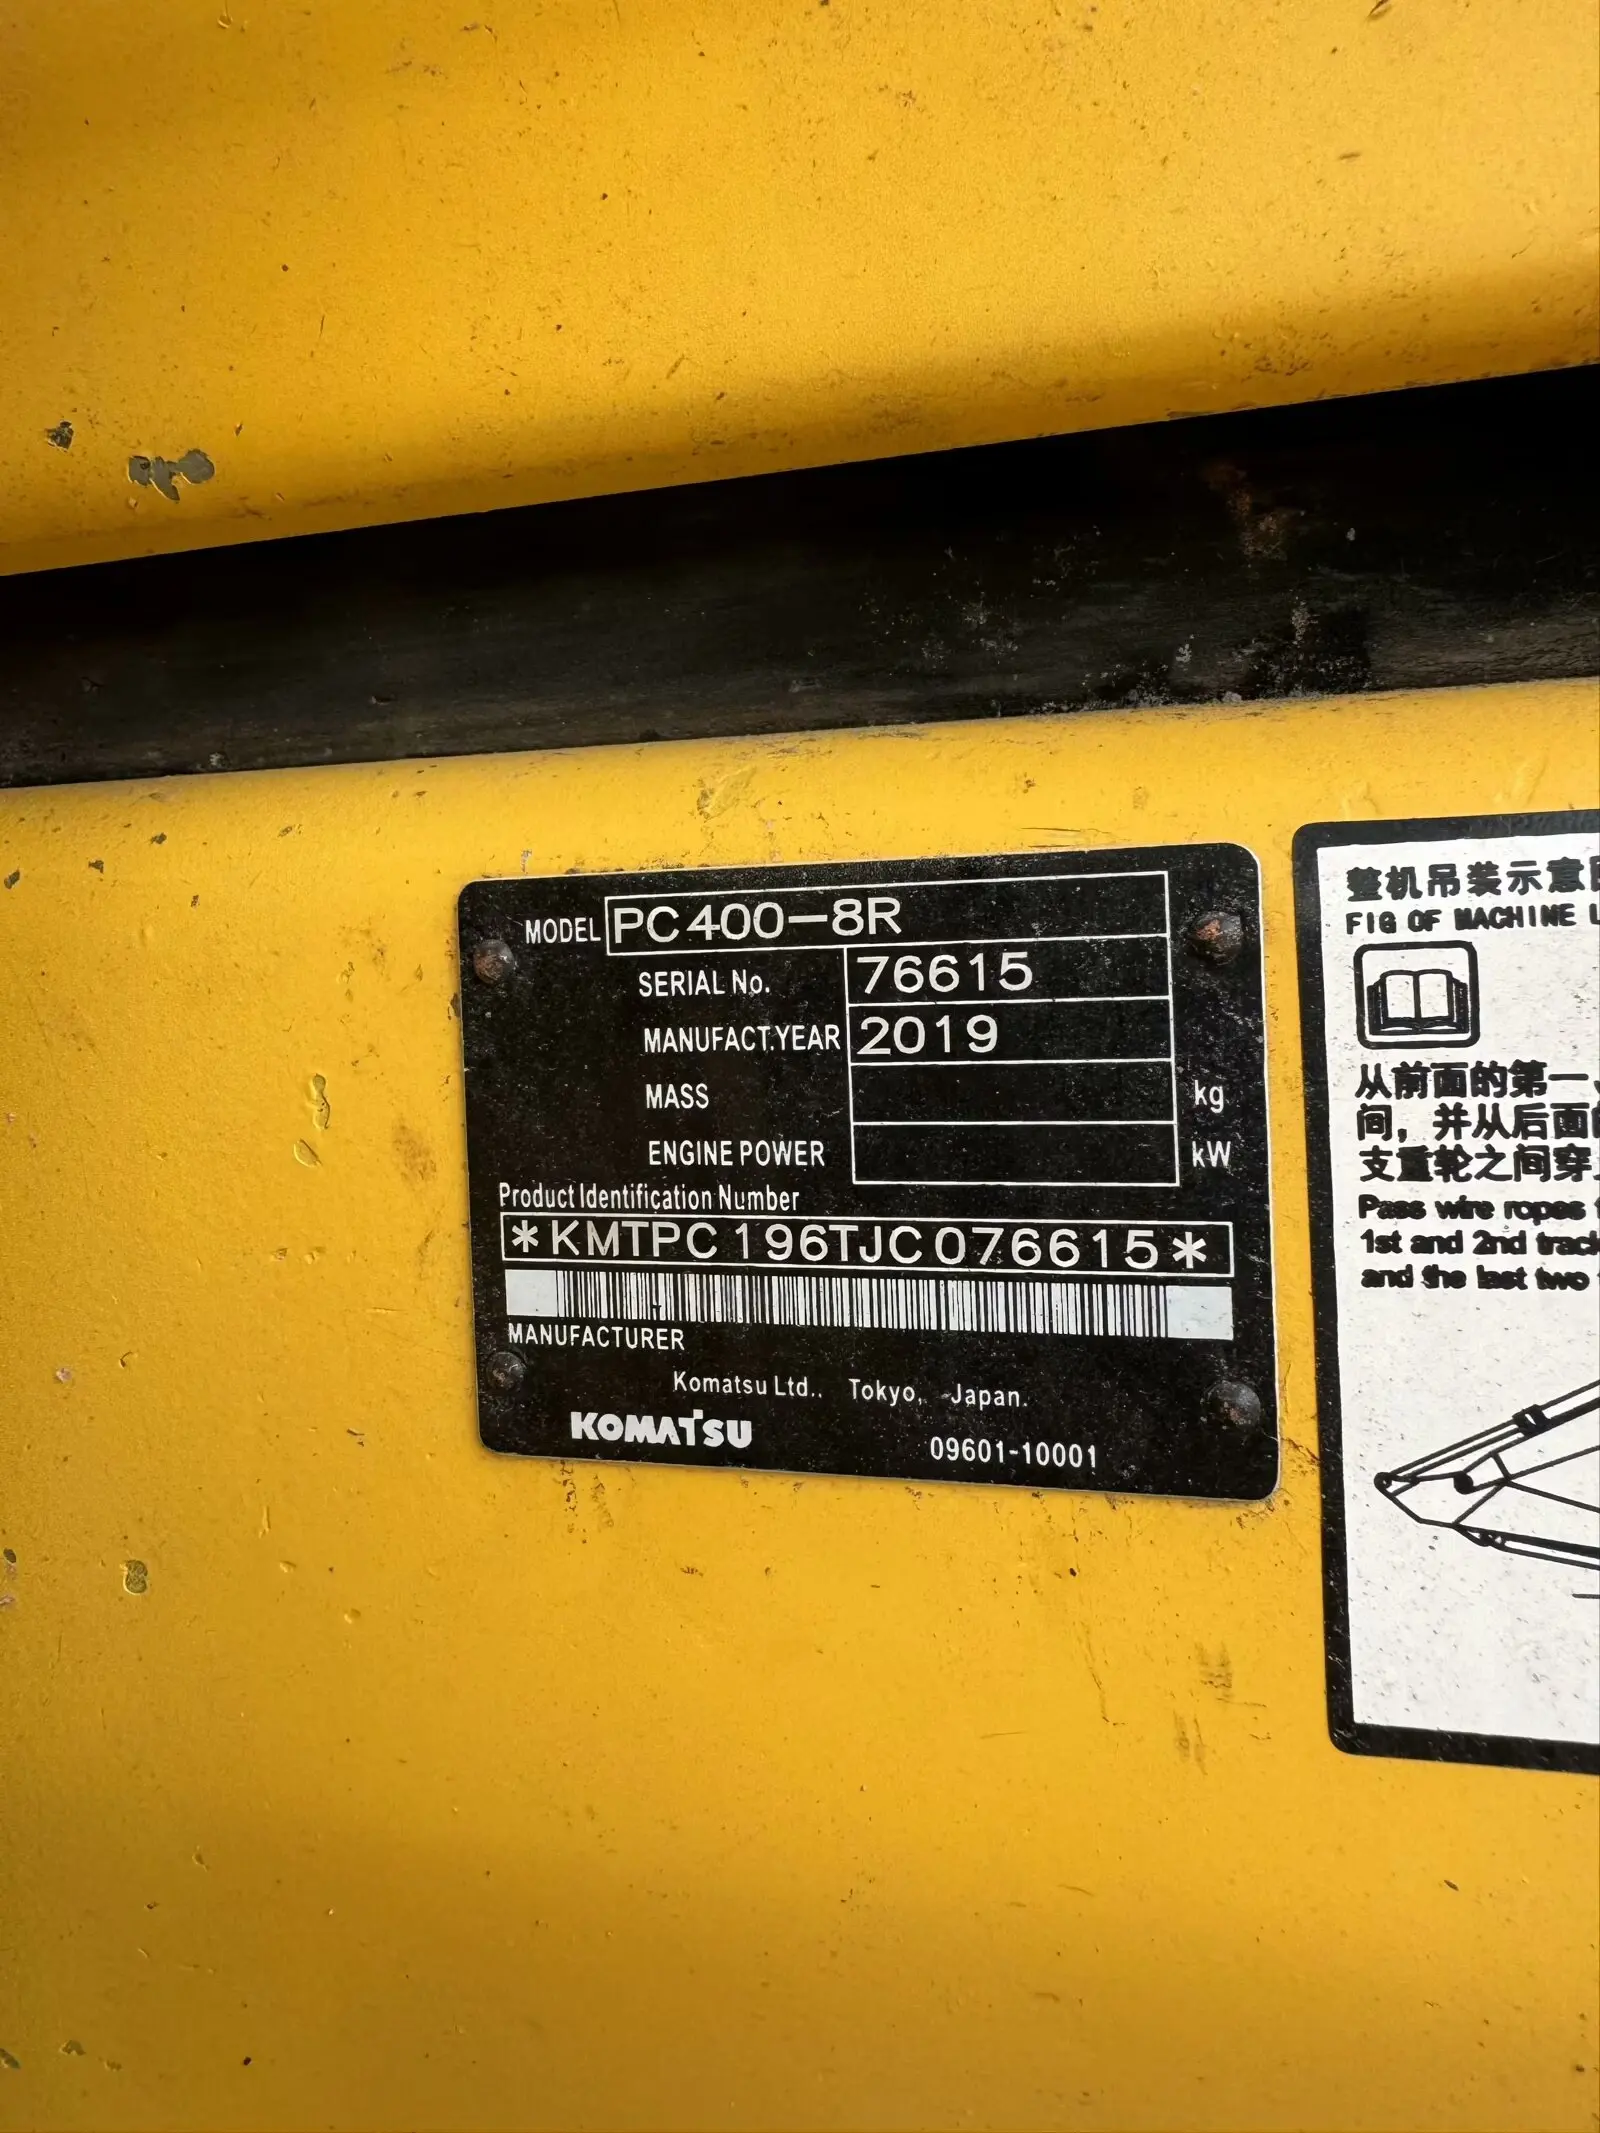 MODEL PC400-8R
SERIAL No. 76615
MANUFACT.YEAR 2019
MASS kg
ENGINE POWER kW
Product Identification Number
*KMTPC196TJC076615*
MANUFACTURER
Komatsu Ltd., Tokyo, Japan.
KOMATSU
09601-10001
整机吊装示意
FIG OF MACHINE L
从前面的第一、
间，并从后面
支重轮之间穿
Pass wire ropes
1st and 2nd track
and the last two